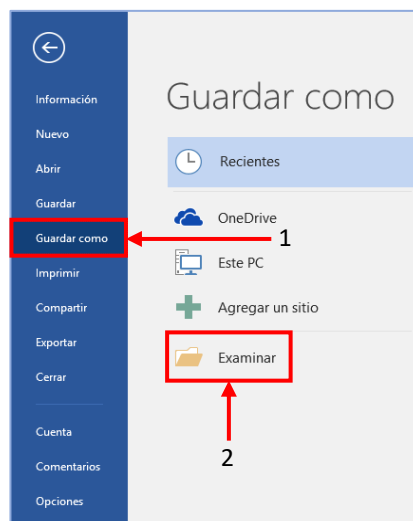 Información
Nuevo
Abrir
Guardar
Guardar como
Imprimir
Compartir
Exportar
Cerrar
Cuenta
Comentarios
Opciones
Guardar como
Recientes
OneDrive
1
Este PC
Agregar un sitio
Examinar
2